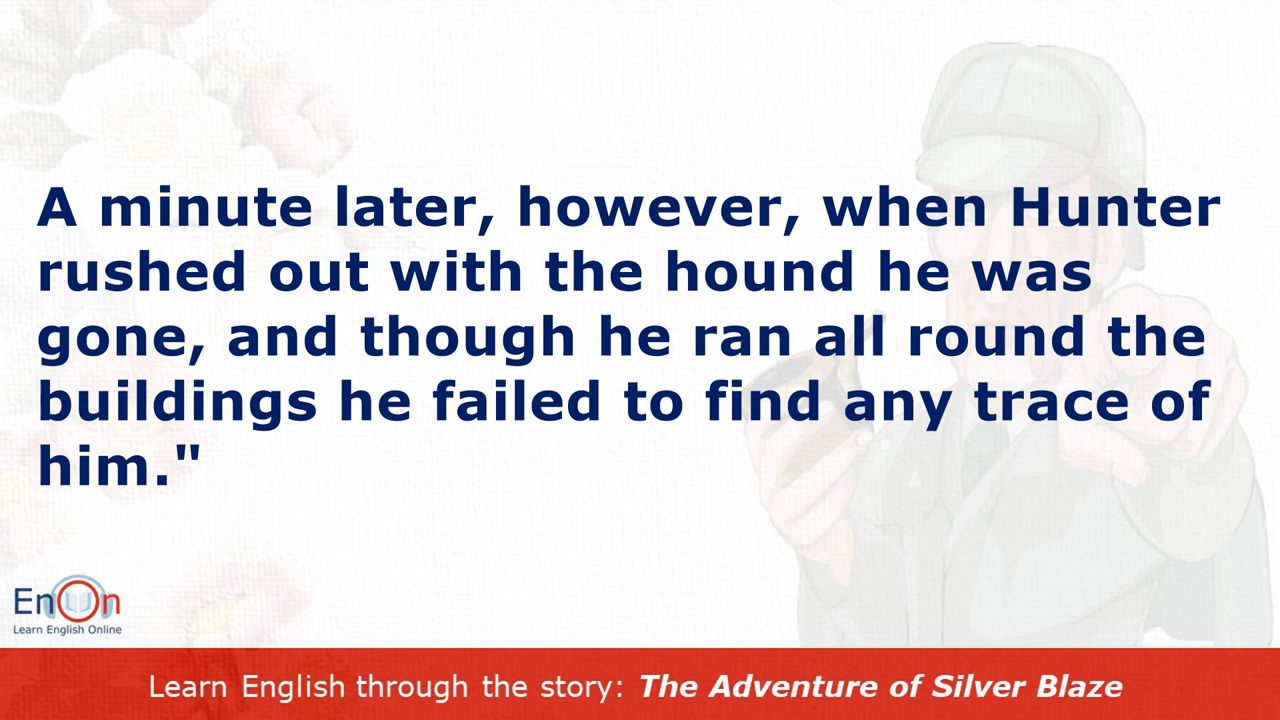 A minute later, however, when Hunter
rushed out with the hound he was
gone, and though he ran all round the
buildings he failed to find any trace of
him."
EnOn
Learn English Online
Learn English through the story: The Adventure of Silver Blaze